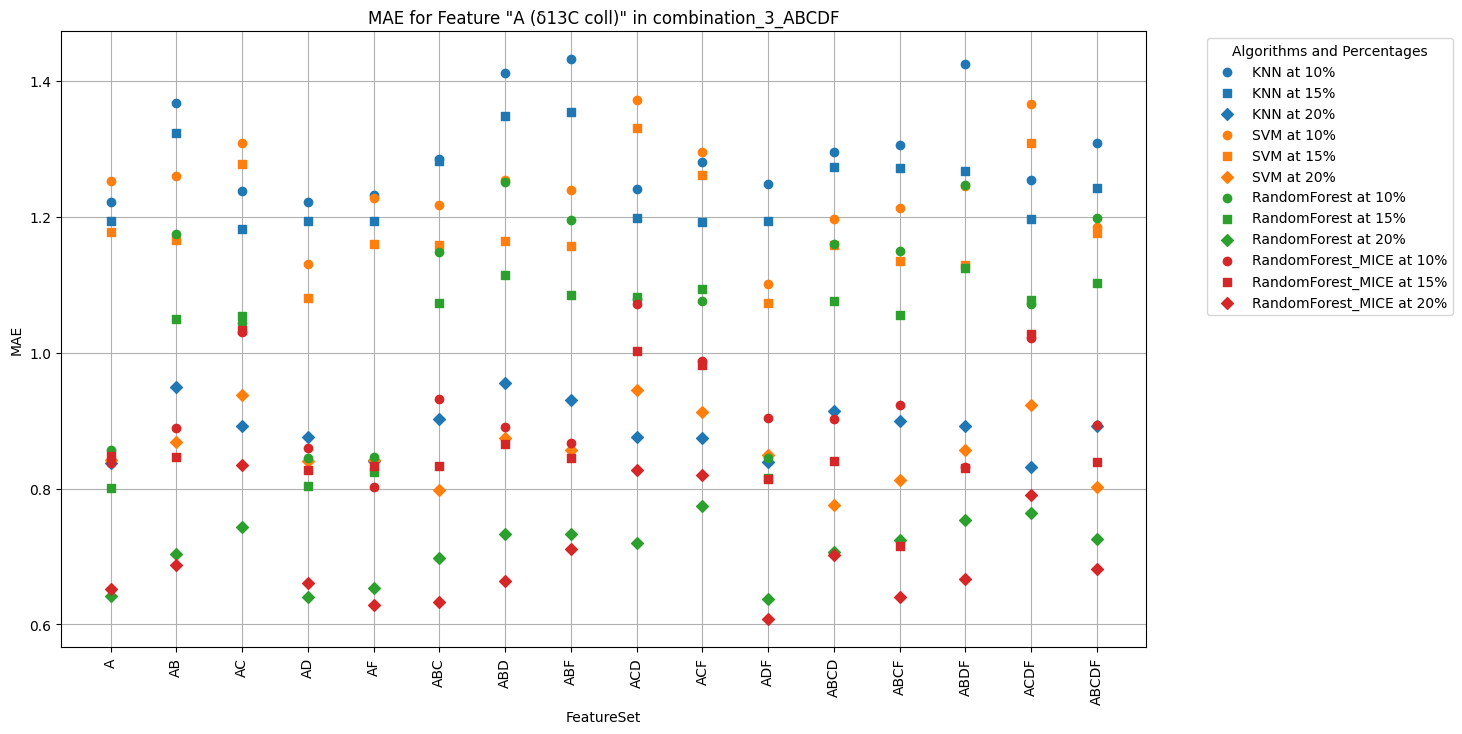 MAE for Feature "A (δ13C coll)" in combination_3_ABCDF
Algorithms and Percentages
KNN at 10%
KNN at 15%
KNN at 20%
SVM at 10%
SVM at 15%
SVM at 20%
RandomForest at 10%
RandomForest at 15%
RandomForest at 20%
RandomForest_MICE at 10%
RandomForest_MICE at 15%
RandomForest_MICE at 20%
MAE
1.4
1.2
1.0
0.8
0.6
A
AB
AC
AD
AF
ABC
ABD
ABF
ACD
ACF
ADF
ABCD
ABCF
ABDF
ACDF
ABCDF
FeatureSet